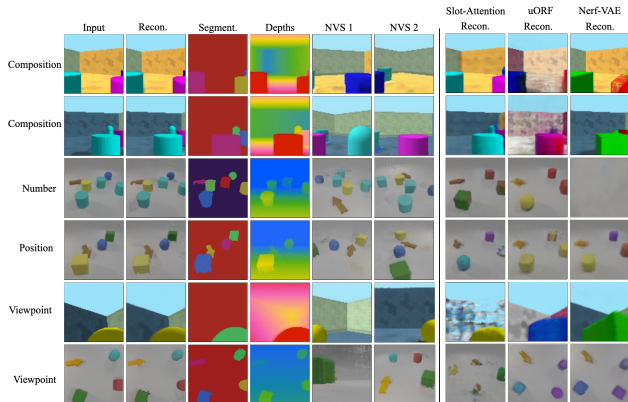 Input Recon. Segment. Depths NVS 1 NVS 2 Slot-Attention Recon. uORF Recon. Nerf-VAE Recon.
Composition
Composition
Number
Position
Viewpoint
Viewpoint